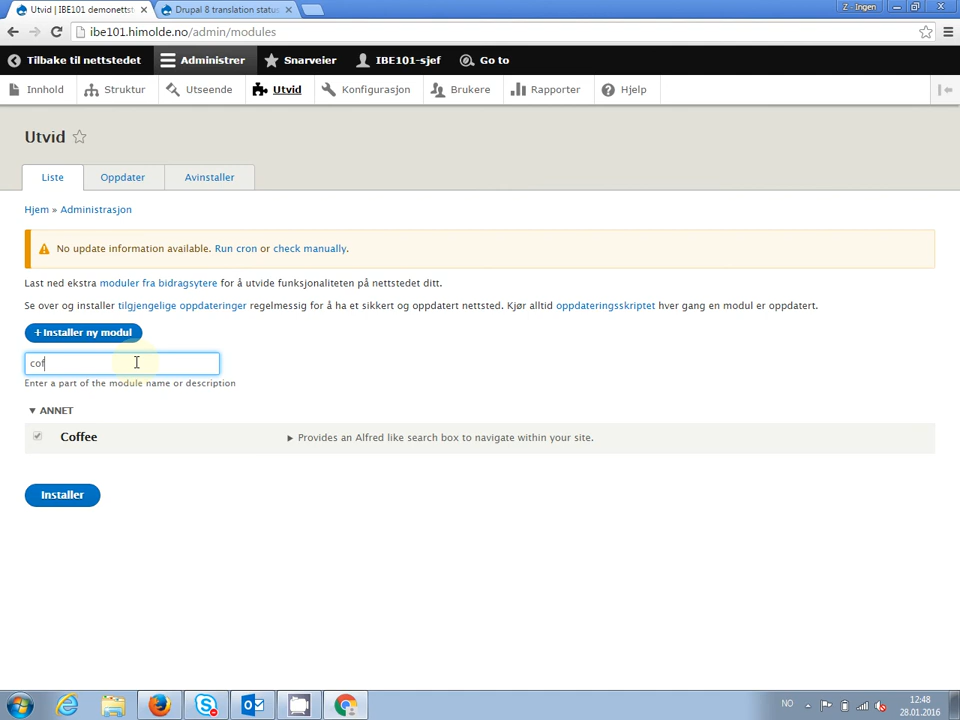 Utvid | IBE101 demonettst
Drupal 8 translation status
Z - Ingen
ibe101.himolde.no/admin/modules
Tilbake til nettstedet
Administrer
Snarveier
IBE101-sjef
Go to
Innhold
Struktur
Utseende
Utvid
Konfigurasjon
Brukere
Rapporter
Hjelp
Utvid
Liste
Oppdater
Avinstaller
Hjem » Administrasjon
No update information available. Run cron or check manually.
Last ned ekstra moduler fra bidragsytere for å utvide funksjonaliteten på nettstedet ditt.
Se over og installer tilgjengelige oppdateringer regelmessig for å ha et sikkert og oppdatert nettsted. Kjør alltid oppdateringsskriptet hver gang en modul er oppdatert.
+ Installer ny modul
cof
Enter a part of the module name or description
ANNET
Coffee
Provides an Alfred like search box to navigate within your site.
Installer
NO
12:48
28.01.2016